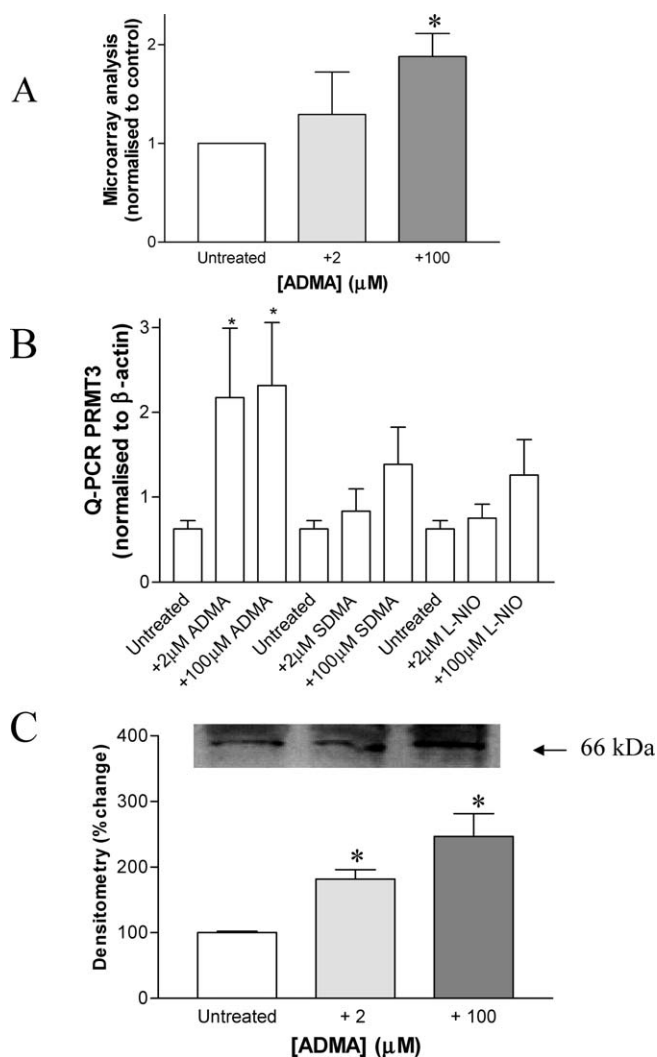 A
Microarray analysis
(normalised to control)
2
1
0
*
Untreated
+2
+100
[ADMA] (µM)
B
Q-PCR PRMT3
(normalised to β-actin)
3
2
1
0
*
*
Untreated
+2µM ADMA
+100µM ADMA
Untreated
+2µM SDMA
+100µM SDMA
Untreated
+2µM L-NIO
+100µM L-NIO
C
Densitometry (%change)
400
300
200
100
0
← 66 kDa
*
*
Untreated
+ 2
+ 100
[ADMA] (µM)